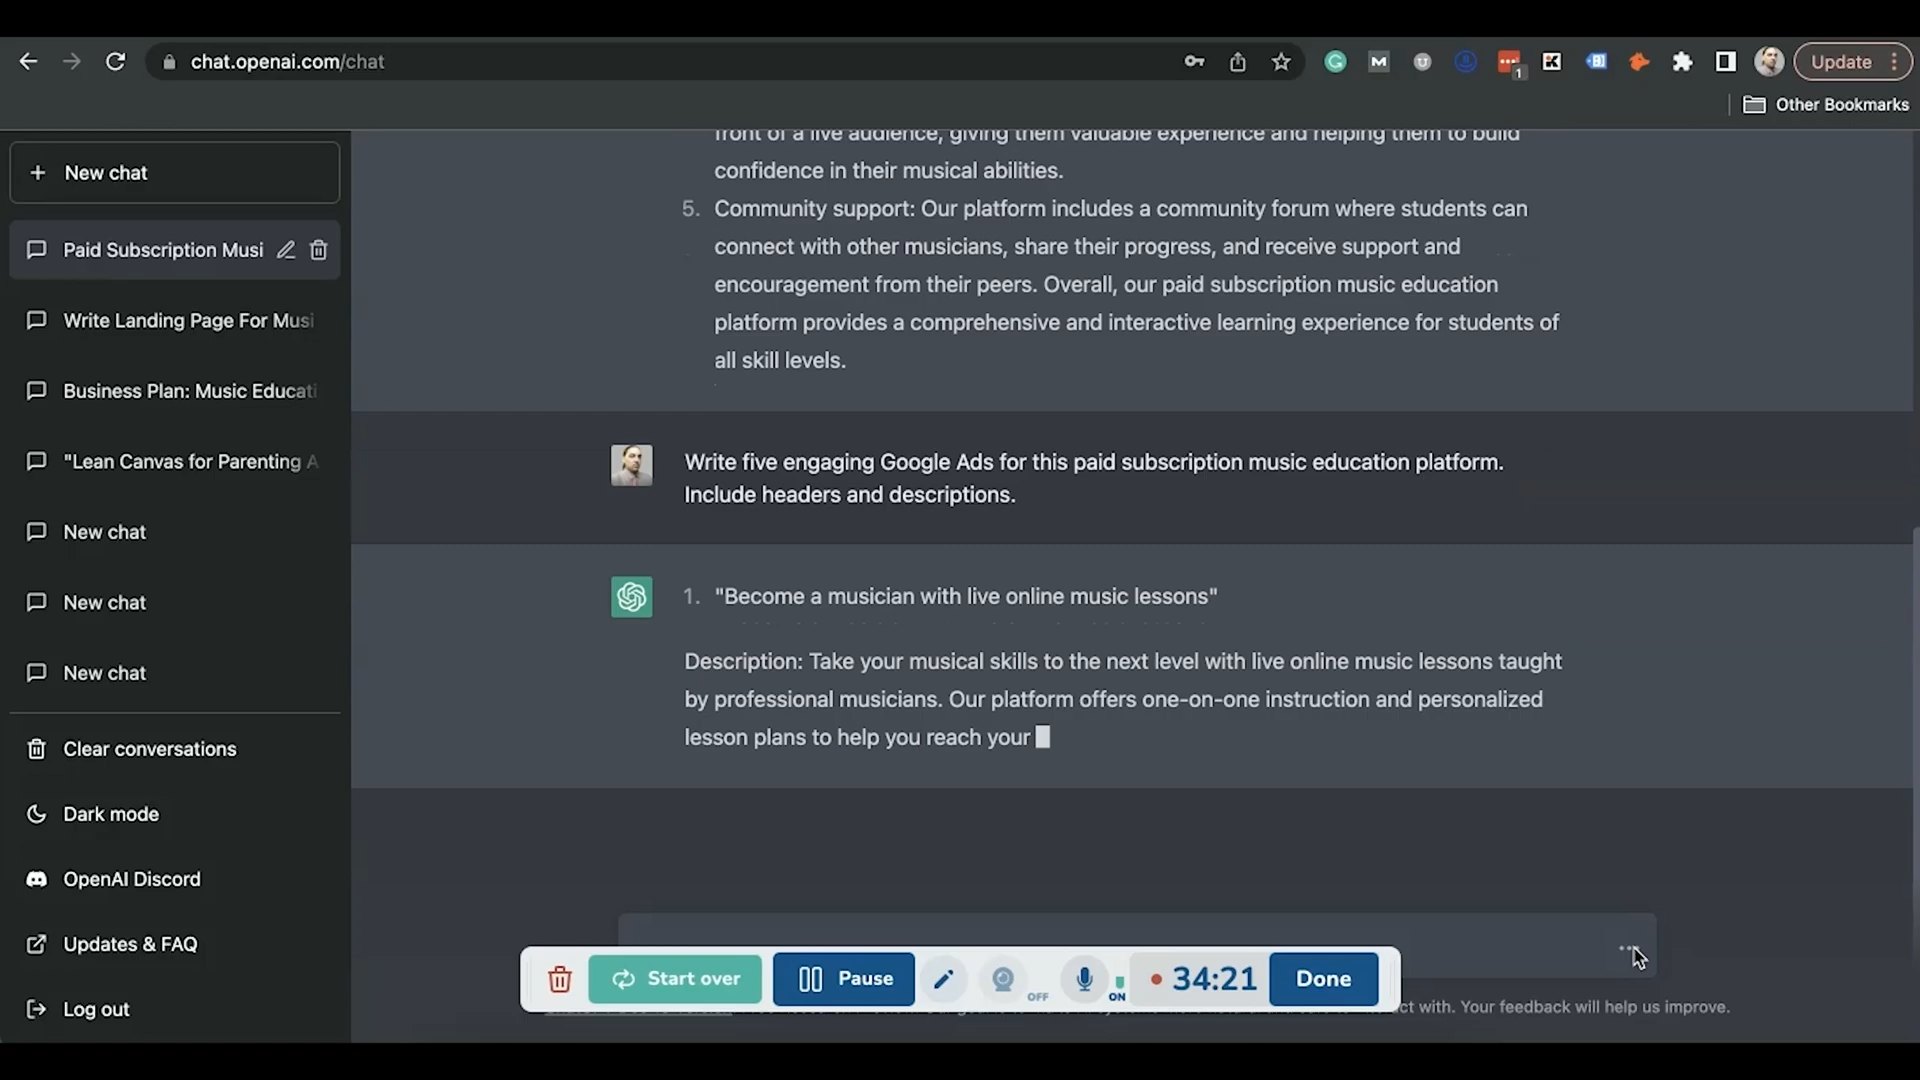 chat.openai.com/chat
1
Update
Other Bookmarks
New chat
Paid Subscription Musi
Write Landing Page For Musi
Business Plan: Music Educati
"Lean Canvas for Parenting A
New chat
New chat
New chat
Clear conversations
Dark mode
OpenAI Discord
Updates & FAQ
Log out
front of a live audience, giving them valuable experience and helping them to build
confidence in their musical abilities.
5. Community support: Our platform includes a community forum where students can
connect with other musicians, share their progress, and receive support and
encouragement from their peers. Overall, our paid subscription music education
platform provides a comprehensive and interactive learning experience for students of
all skill levels.
Write five engaging Google Ads for this paid subscription music education platform.
Include headers and descriptions.
1. "Become a musician with live online music lessons"
Description: Take your musical skills to the next level with live online music lessons taught
by professional musicians. Our platform offers one-on-one instruction and personalized
lesson plans to help you reach your
Start over
Pause
OFF
ON
34:21
Done
with. Your feedback will help us improve.